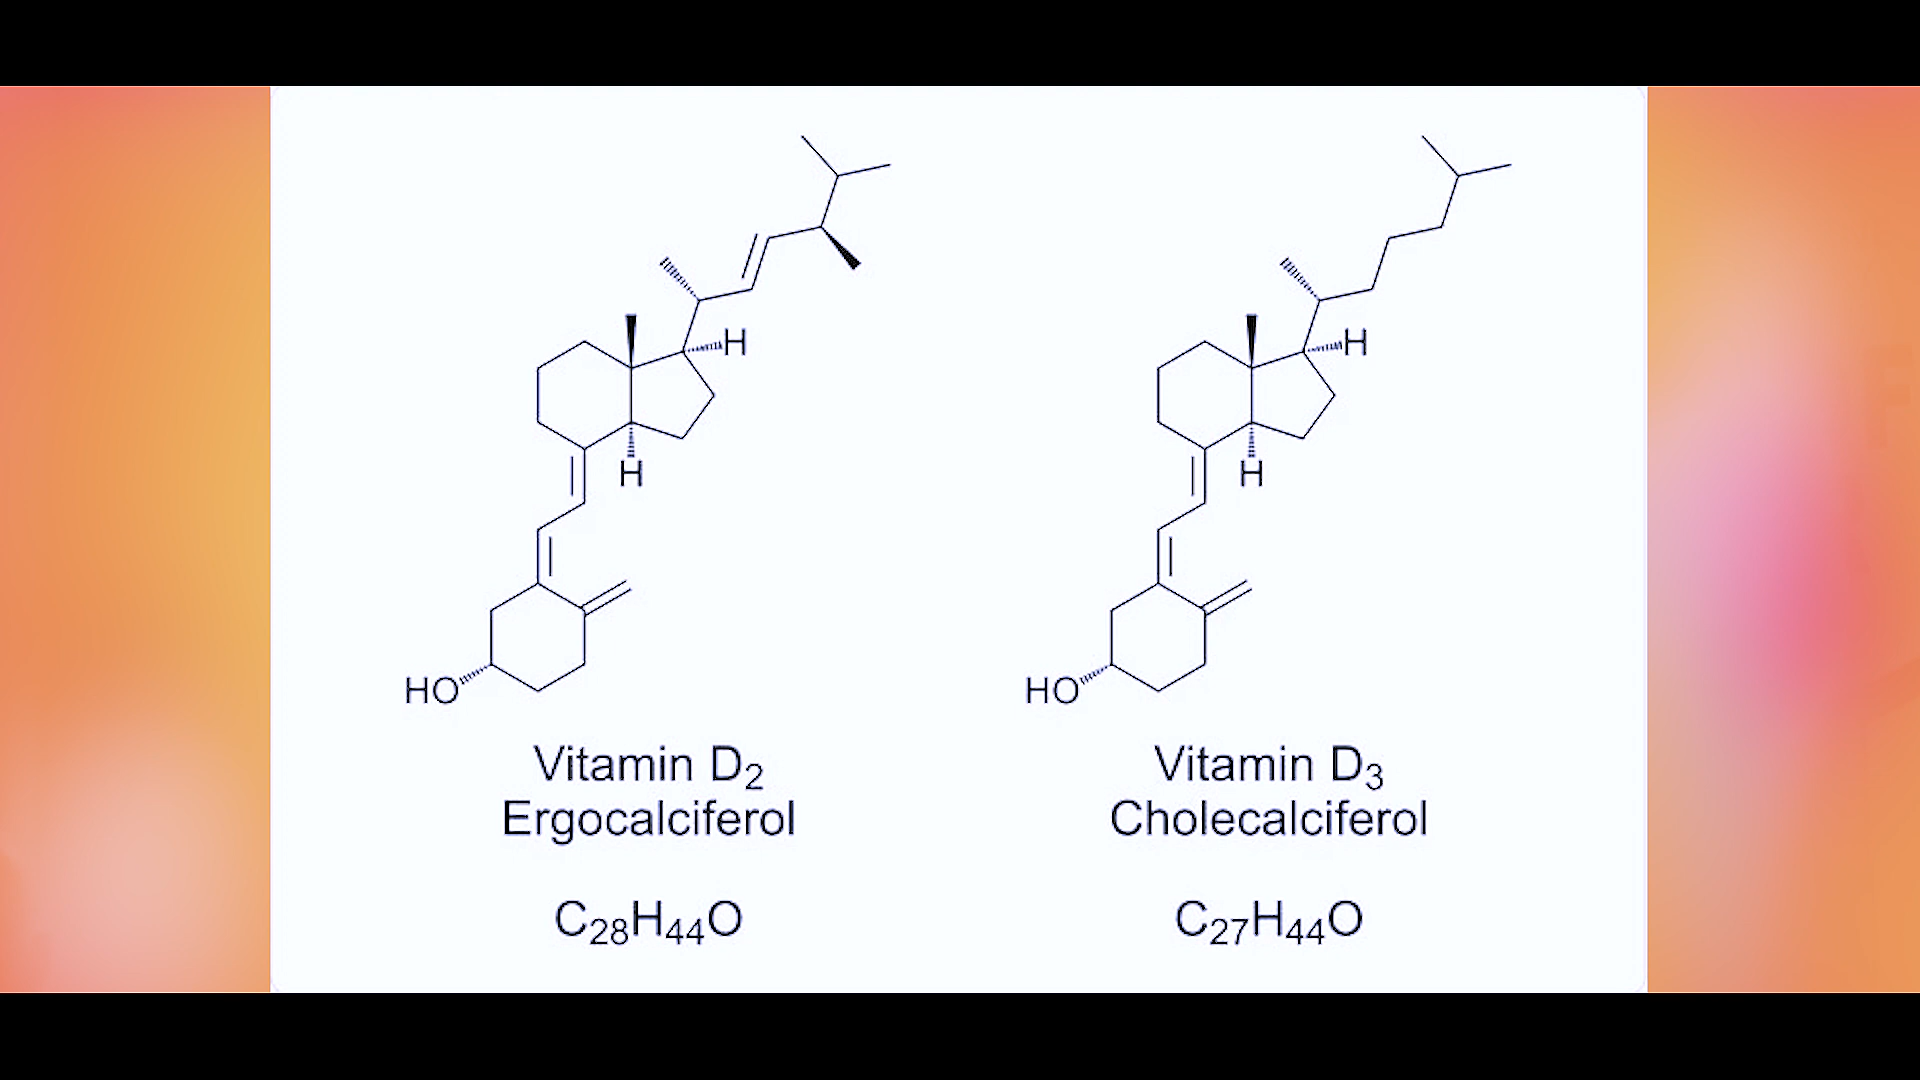 H
H
HO
Vitamin D₂
Ergocalciferol
C₂₈H₄₄O
H
H
HO
Vitamin D₃
Cholecalciferol
C₂₇H₄₄O